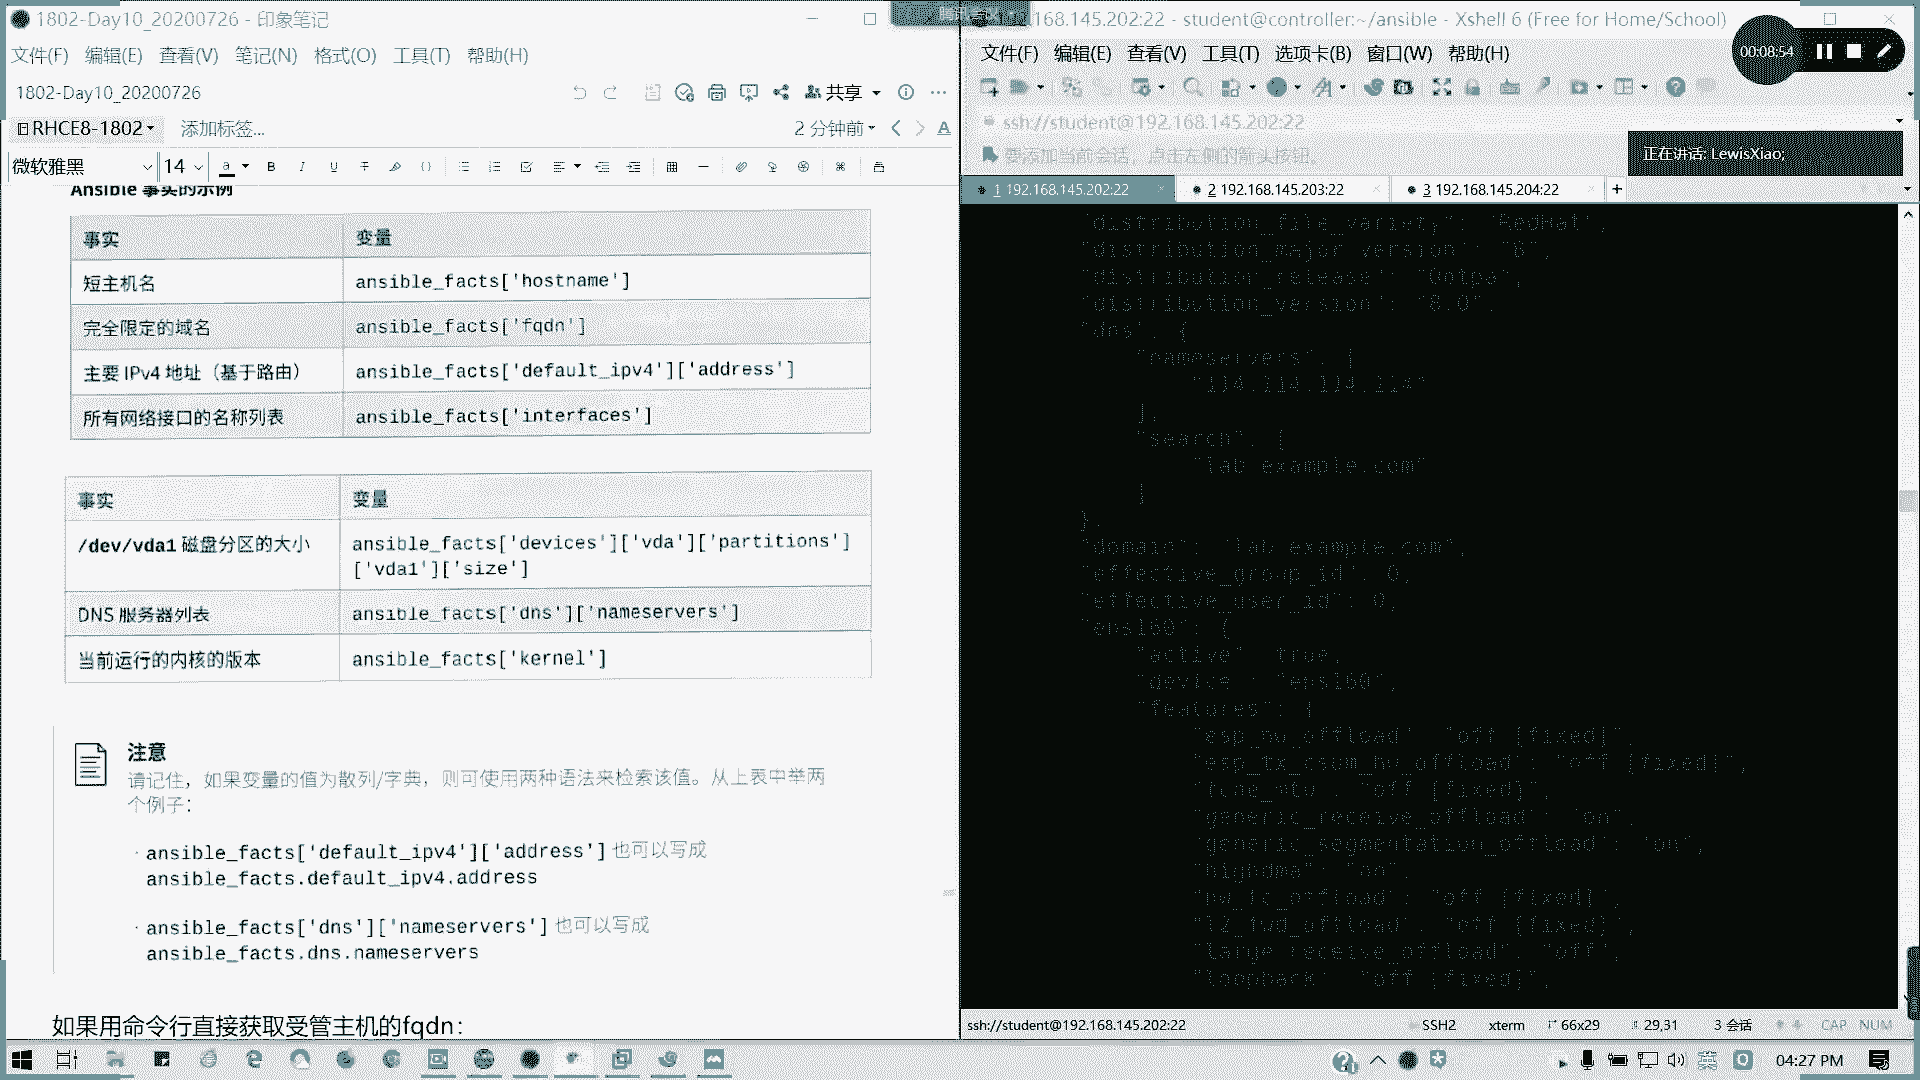 1802-Day10_20200726 - 印象笔记
文件(F) 编辑(E) 查看(V) 笔记(N) 格式(O) 工具(T) 帮助(H)
1802-Day10_20200726
共享
RHCE8-1802 添加标签...
2 分钟前
微软雅黑 14
Ansible 事实的示例
事实 变量
短主机名 ansible_facts['hostname']
完全限定的域名 ansible_facts['fqdn']
主要 IPv4 地址（基于路由） ansible_facts['default_ipv4']['address']
所有网络接口的名称列表 ansible_facts['interfaces']
事实 变量
/dev/vda1 磁盘分区的大小 ansible_facts['devices']['vda']['partitions']
['vda1']['size']
DNS 服务器列表 ansible_facts['dns']['nameservers']
当前运行的内核的版本 ansible_facts['kernel']
注意
请记住，如果变量的值为散列/字典，则可使用两种语法来检索该值。从上表中举两
个例子：
· ansible_facts['default_ipv4']['address'] 也可以写成
ansible_facts.default_ipv4.address
· ansible_facts['dns']['nameservers'] 也可以写成
ansible_facts.dns.nameservers
如果用命令行直接获取受管主机的fqdn：
168.145.202:22 - student@controller:~/ansible - Xshell 6 (Free for Home/School)
文件(F) 编辑(E) 查看(V) 工具(T) 选项卡(B) 窗口(W) 帮助(H)
00:08:54
ssh://student@192.168.145.202:22
要添加当前会话，点击左侧的箭头按钮。
正在讲话: LewisXiao;
1 192.168.145.202:22 2 192.168.145.203:22 3 192.168.145.204:22 +
"distribution_file_variety": "RedHat",
"distribution_major_version": "8",
"distribution_release": "Ootpa",
"distribution_version": "8.0",
"dns": {
"nameservers": [
"114.114.114.114"
],
"search": [
"lab.example.com"
]
},
"domain": "lab.example.com",
"effective_group_id": 0,
"effective_user_id": 0,
"ens160": {
"active": true,
"device": "ens160",
"features": {
"esp_hw_offload": "off [fixed]",
"esp_tx_csum_hw_offload": "off [fixed]",
"fcoe_mtu": "off [fixed]",
"generic_receive_offload": "on",
"generic_segmentation_offload": "on",
"highdma": "on",
"hw_tc_offload": "off [fixed]",
"l2_fwd_offload": "off [fixed]",
"large_receive_offload": "off",
"loopback": "off [fixed]",
ssh://student@192.168.145.202:22 SSH2 xterm 66x29 29,31 3 会话 CAP NUM
英 04:27 PM